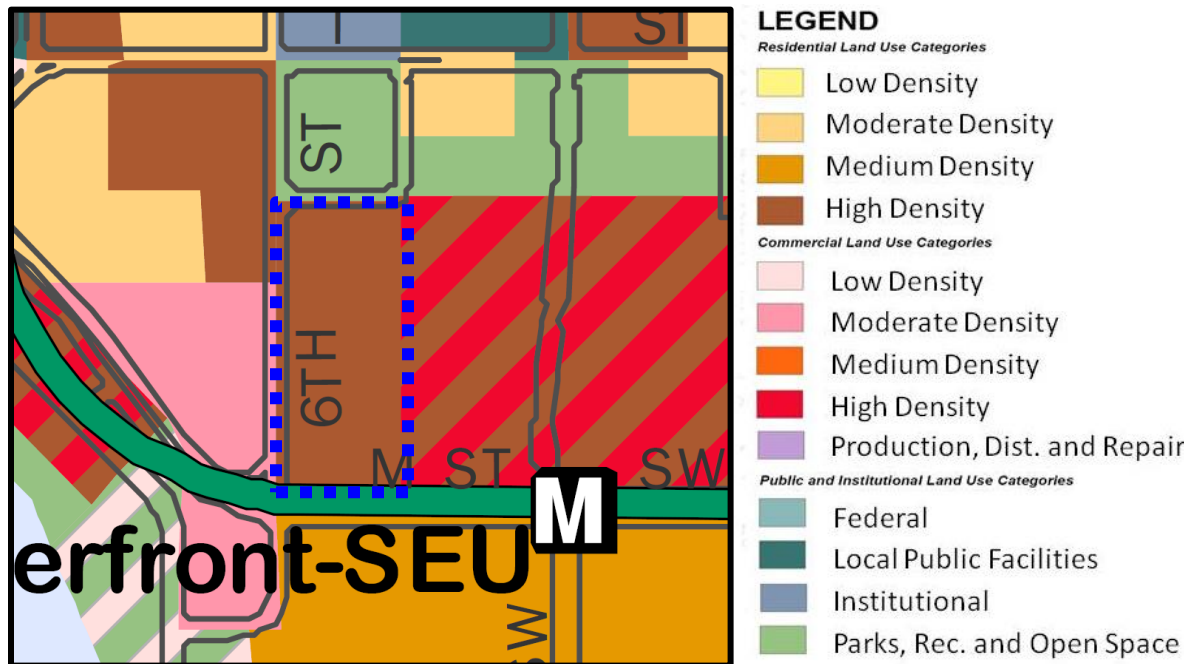 ST
ST
6TH
M ST SW
M
erfront-SEU
SW
LEGEND
Residential Land Use Categories
Low Density
Moderate Density
Medium Density
High Density
Commercial Land Use Categories
Low Density
Moderate Density
Medium Density
High Density
Production, Dist. and Repair
Public and Institutional Land Use Categories
Federal
Local Public Facilities
Institutional
Parks, Rec. and Open Space